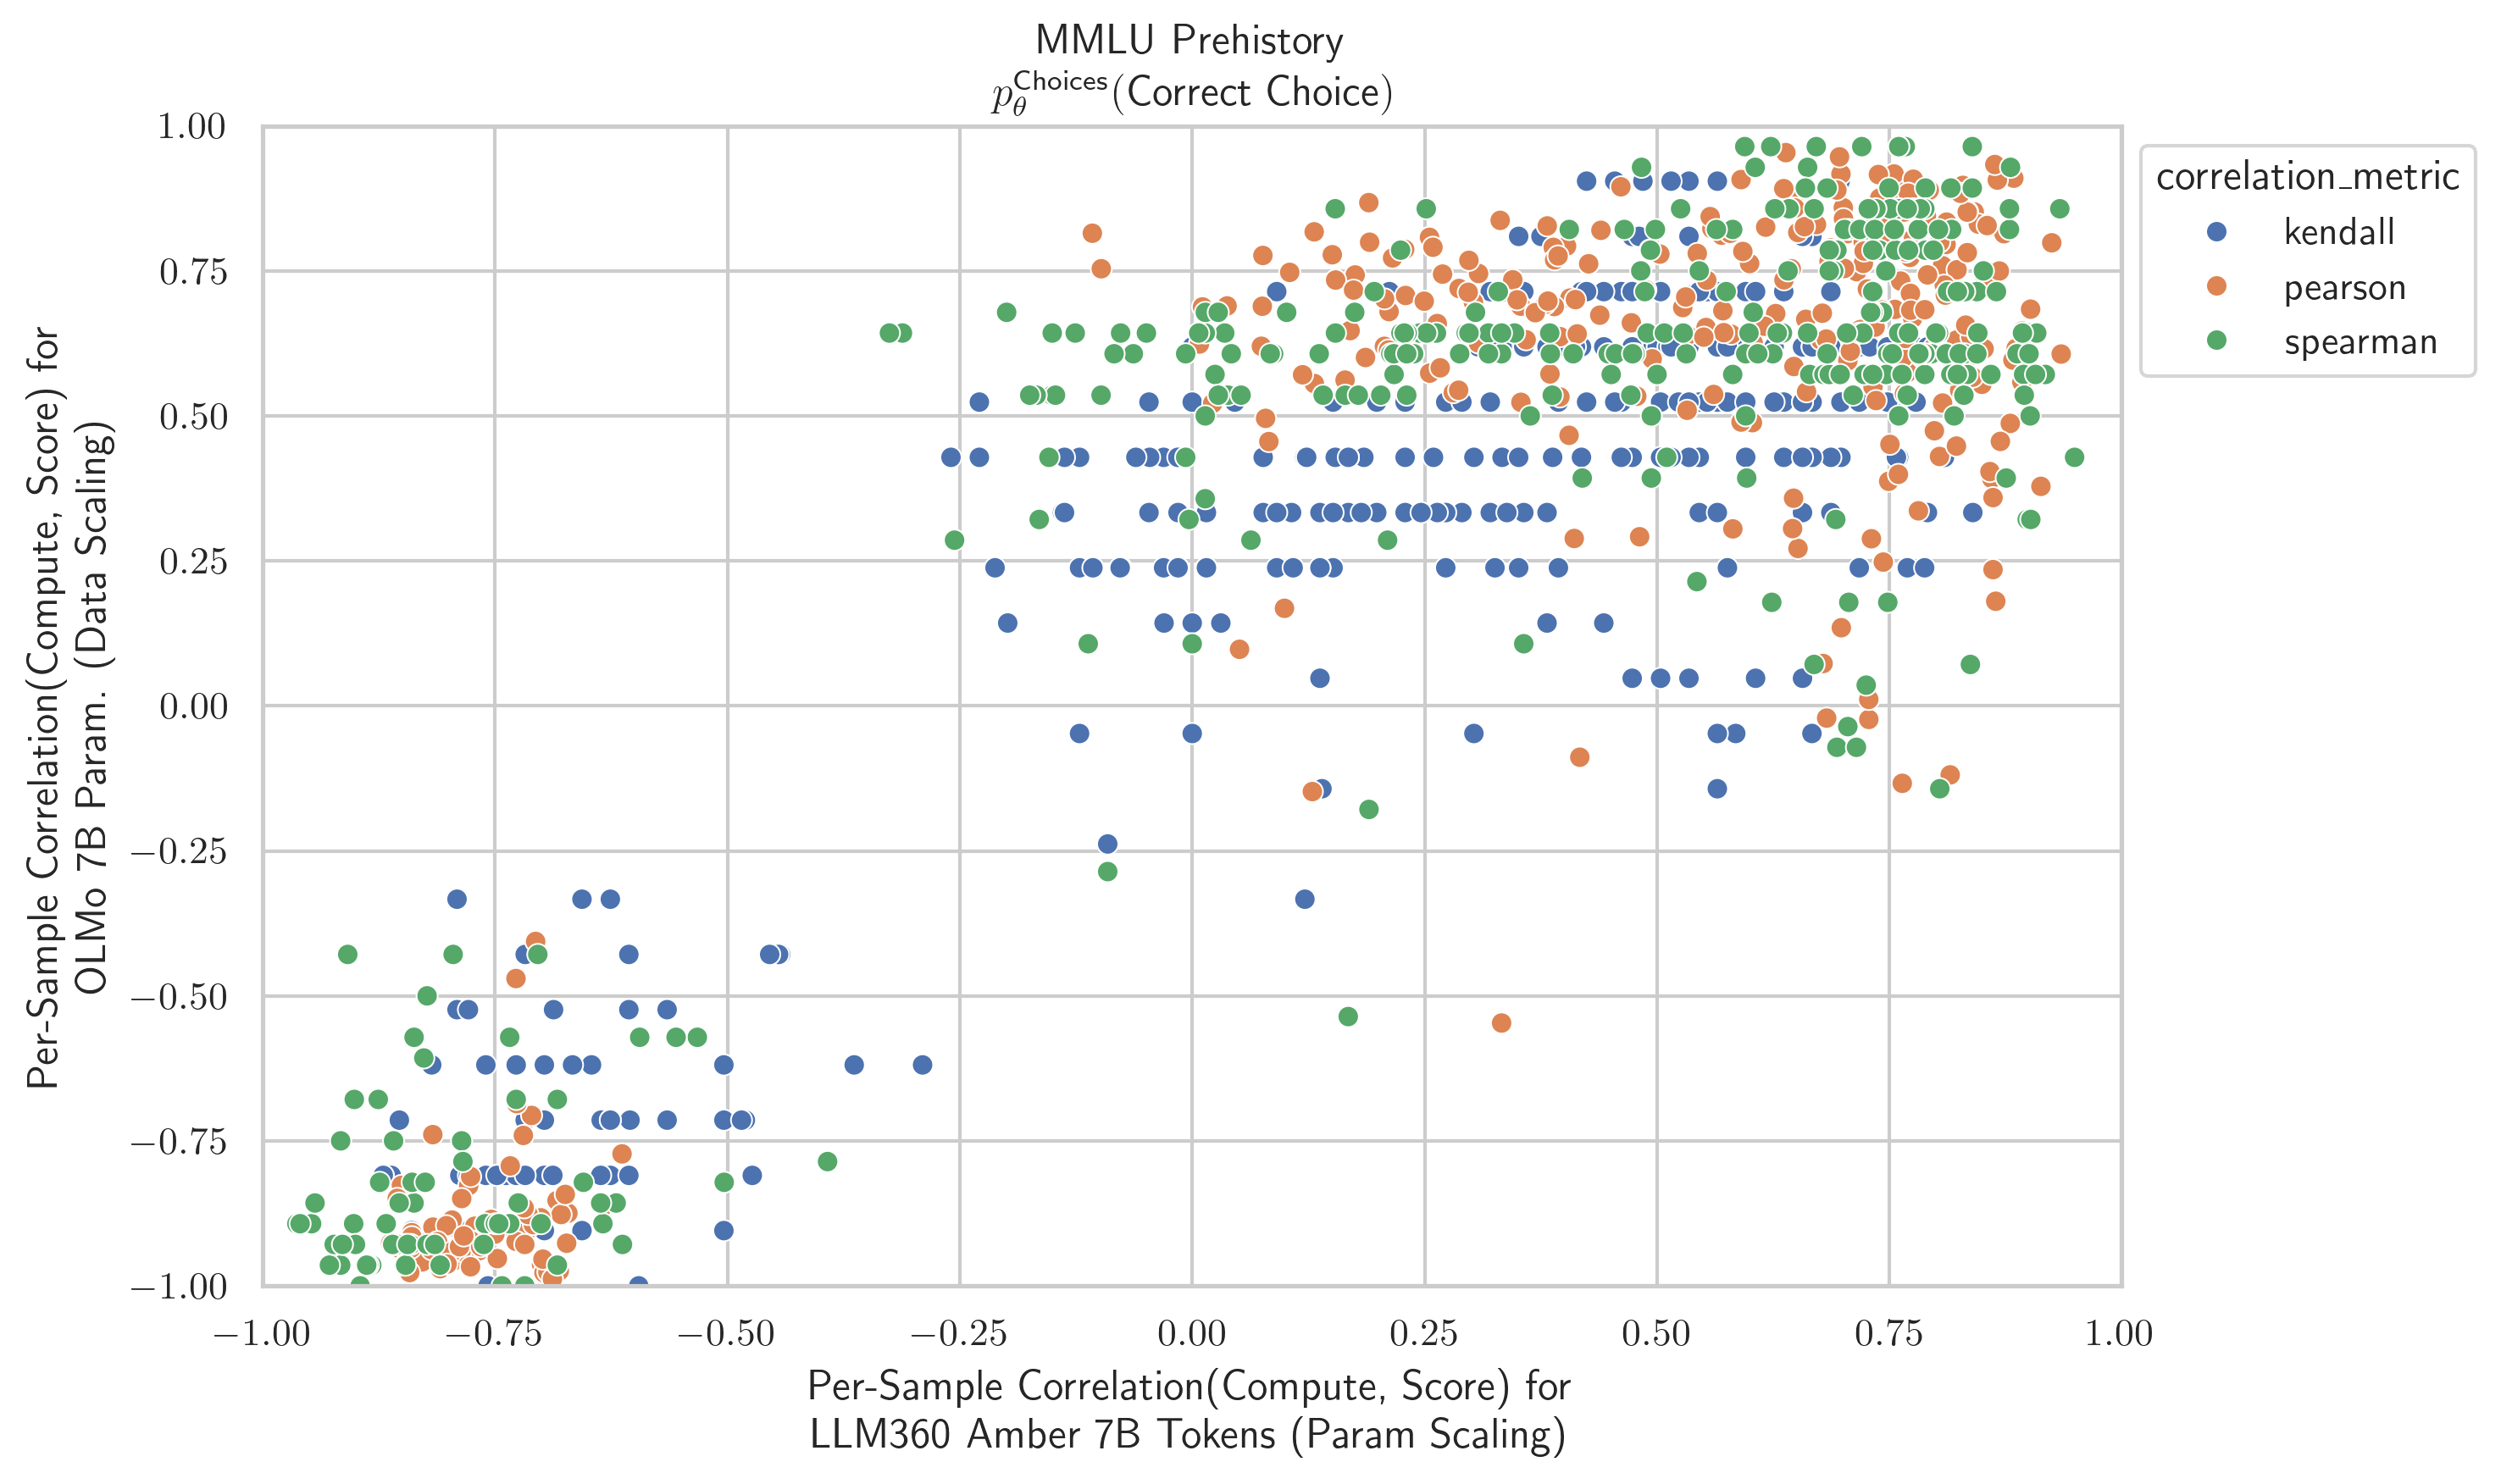 MMLU Prehistory
p_θ^Choices(Correct Choice)
1.00
0.75
0.50
0.25
0.00
−0.25
−0.50
−0.75
−1.00
Per-Sample Correlation(Compute, Score) for
OLMo 7B Param. (Data Scaling)
correlation_metric
kendall
pearson
spearman
−1.00
−0.75
−0.50
−0.25
0.00
0.25
0.50
0.75
1.00
Per-Sample Correlation(Compute, Score) for
LLM360 Amber 7B Tokens (Param Scaling)